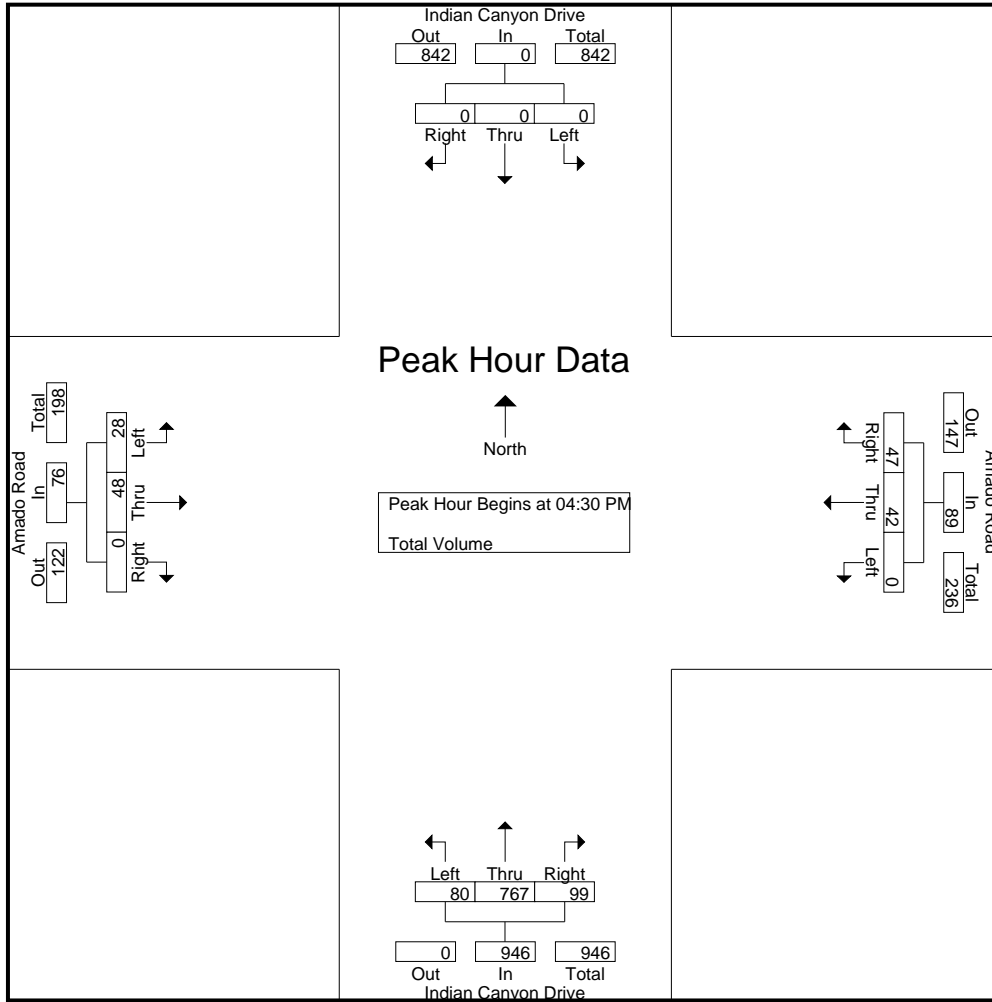 Indian Canyon Drive
Out In Total
842 0 842
0 0 0
Right Thru Left
Peak Hour Data
North
Peak Hour Begins at 04:30 PM
Total Volume
Amado Road
Total In Out
198 76 122
28 48 0
Left Thru Right
Amado Road
Out In Total
147 89 236
47 42 0
Right Thru Left
Left Thru Right
80 767 99
0 946 946
Out In Total
Indian Canyon Drive